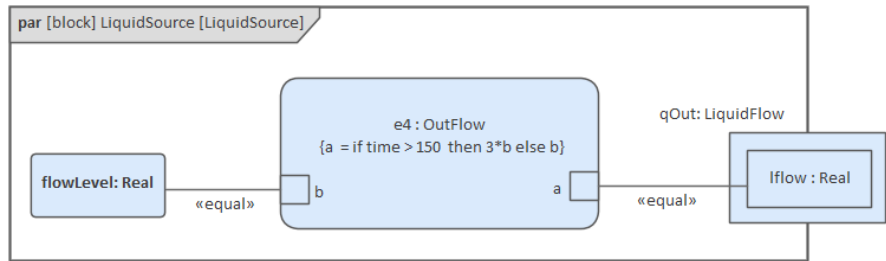 par [block] LiquidSource [LiquidSource]
e4 : OutFlow
{a = if time > 150 then 3*b else b}
qOut: LiquidFlow
flowLevel: Real
«equal»
b
a
«equal»
lflow : Real